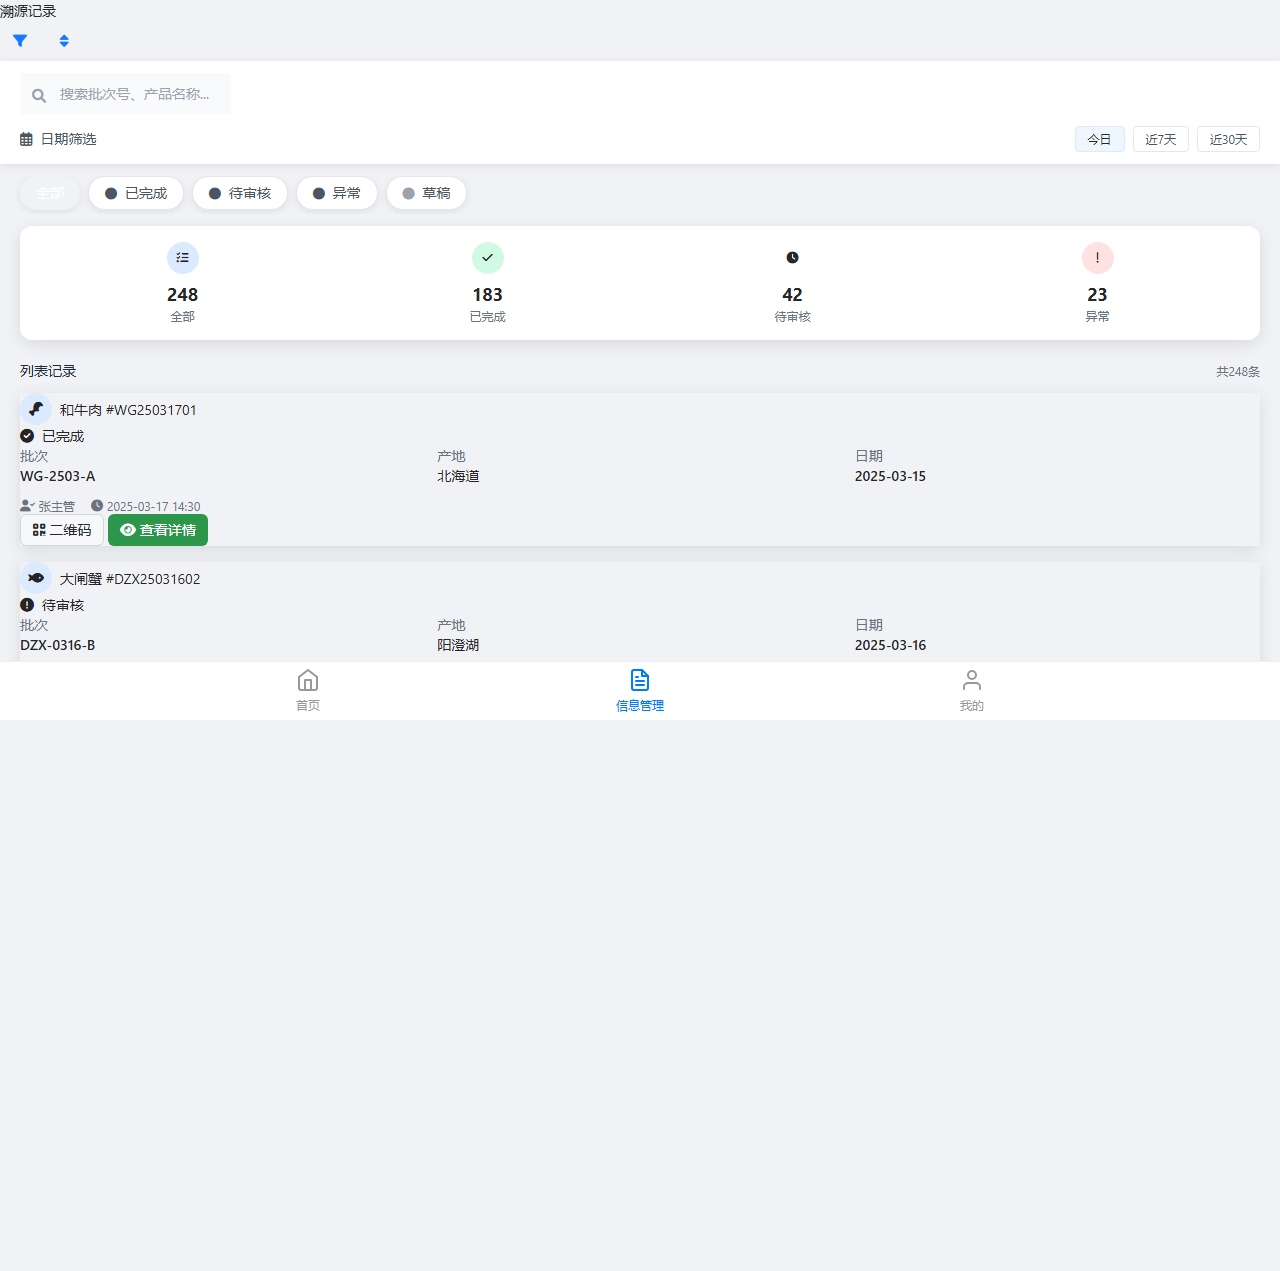 溯源记录
搜索批次号、产品名称...
日期筛选 今日 近7天 近30天
全部 已完成 待审核 异常 草稿
248 183 42 23
全部 已完成 待审核 异常
列表记录 共248条
和牛肉 #WG25031701
已完成
批次 产地 日期
WG-2503-A 北海道 2025-03-15
张主管 2025-03-17 14:30
二维码 查看详情
大闸蟹 #DZX25031602
待审核
批次 产地 日期
DZX-0316-B 阳澄湖 2025-03-16
首页 信息管理 我的